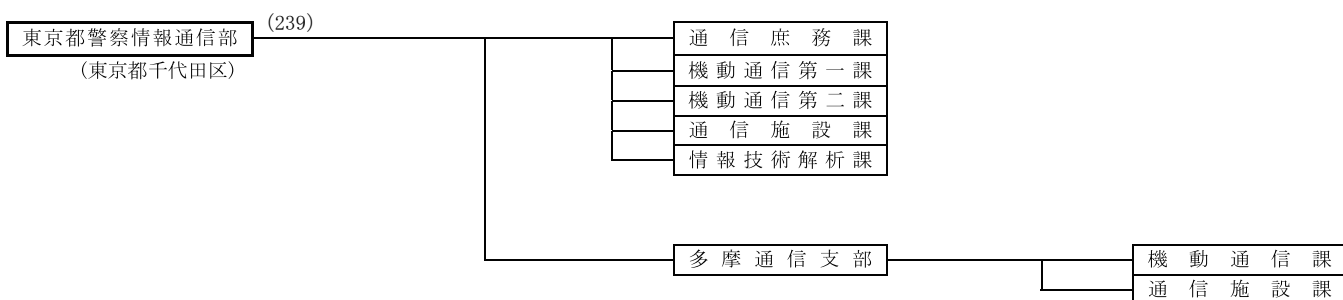 (239)
東京都警察情報通信部
(東京都千代田区)
通信庶務課
機動通信第一課
機動通信第二課
通信施設課
情報技術解析課
多摩通信支部
機動通信課
通信施設課